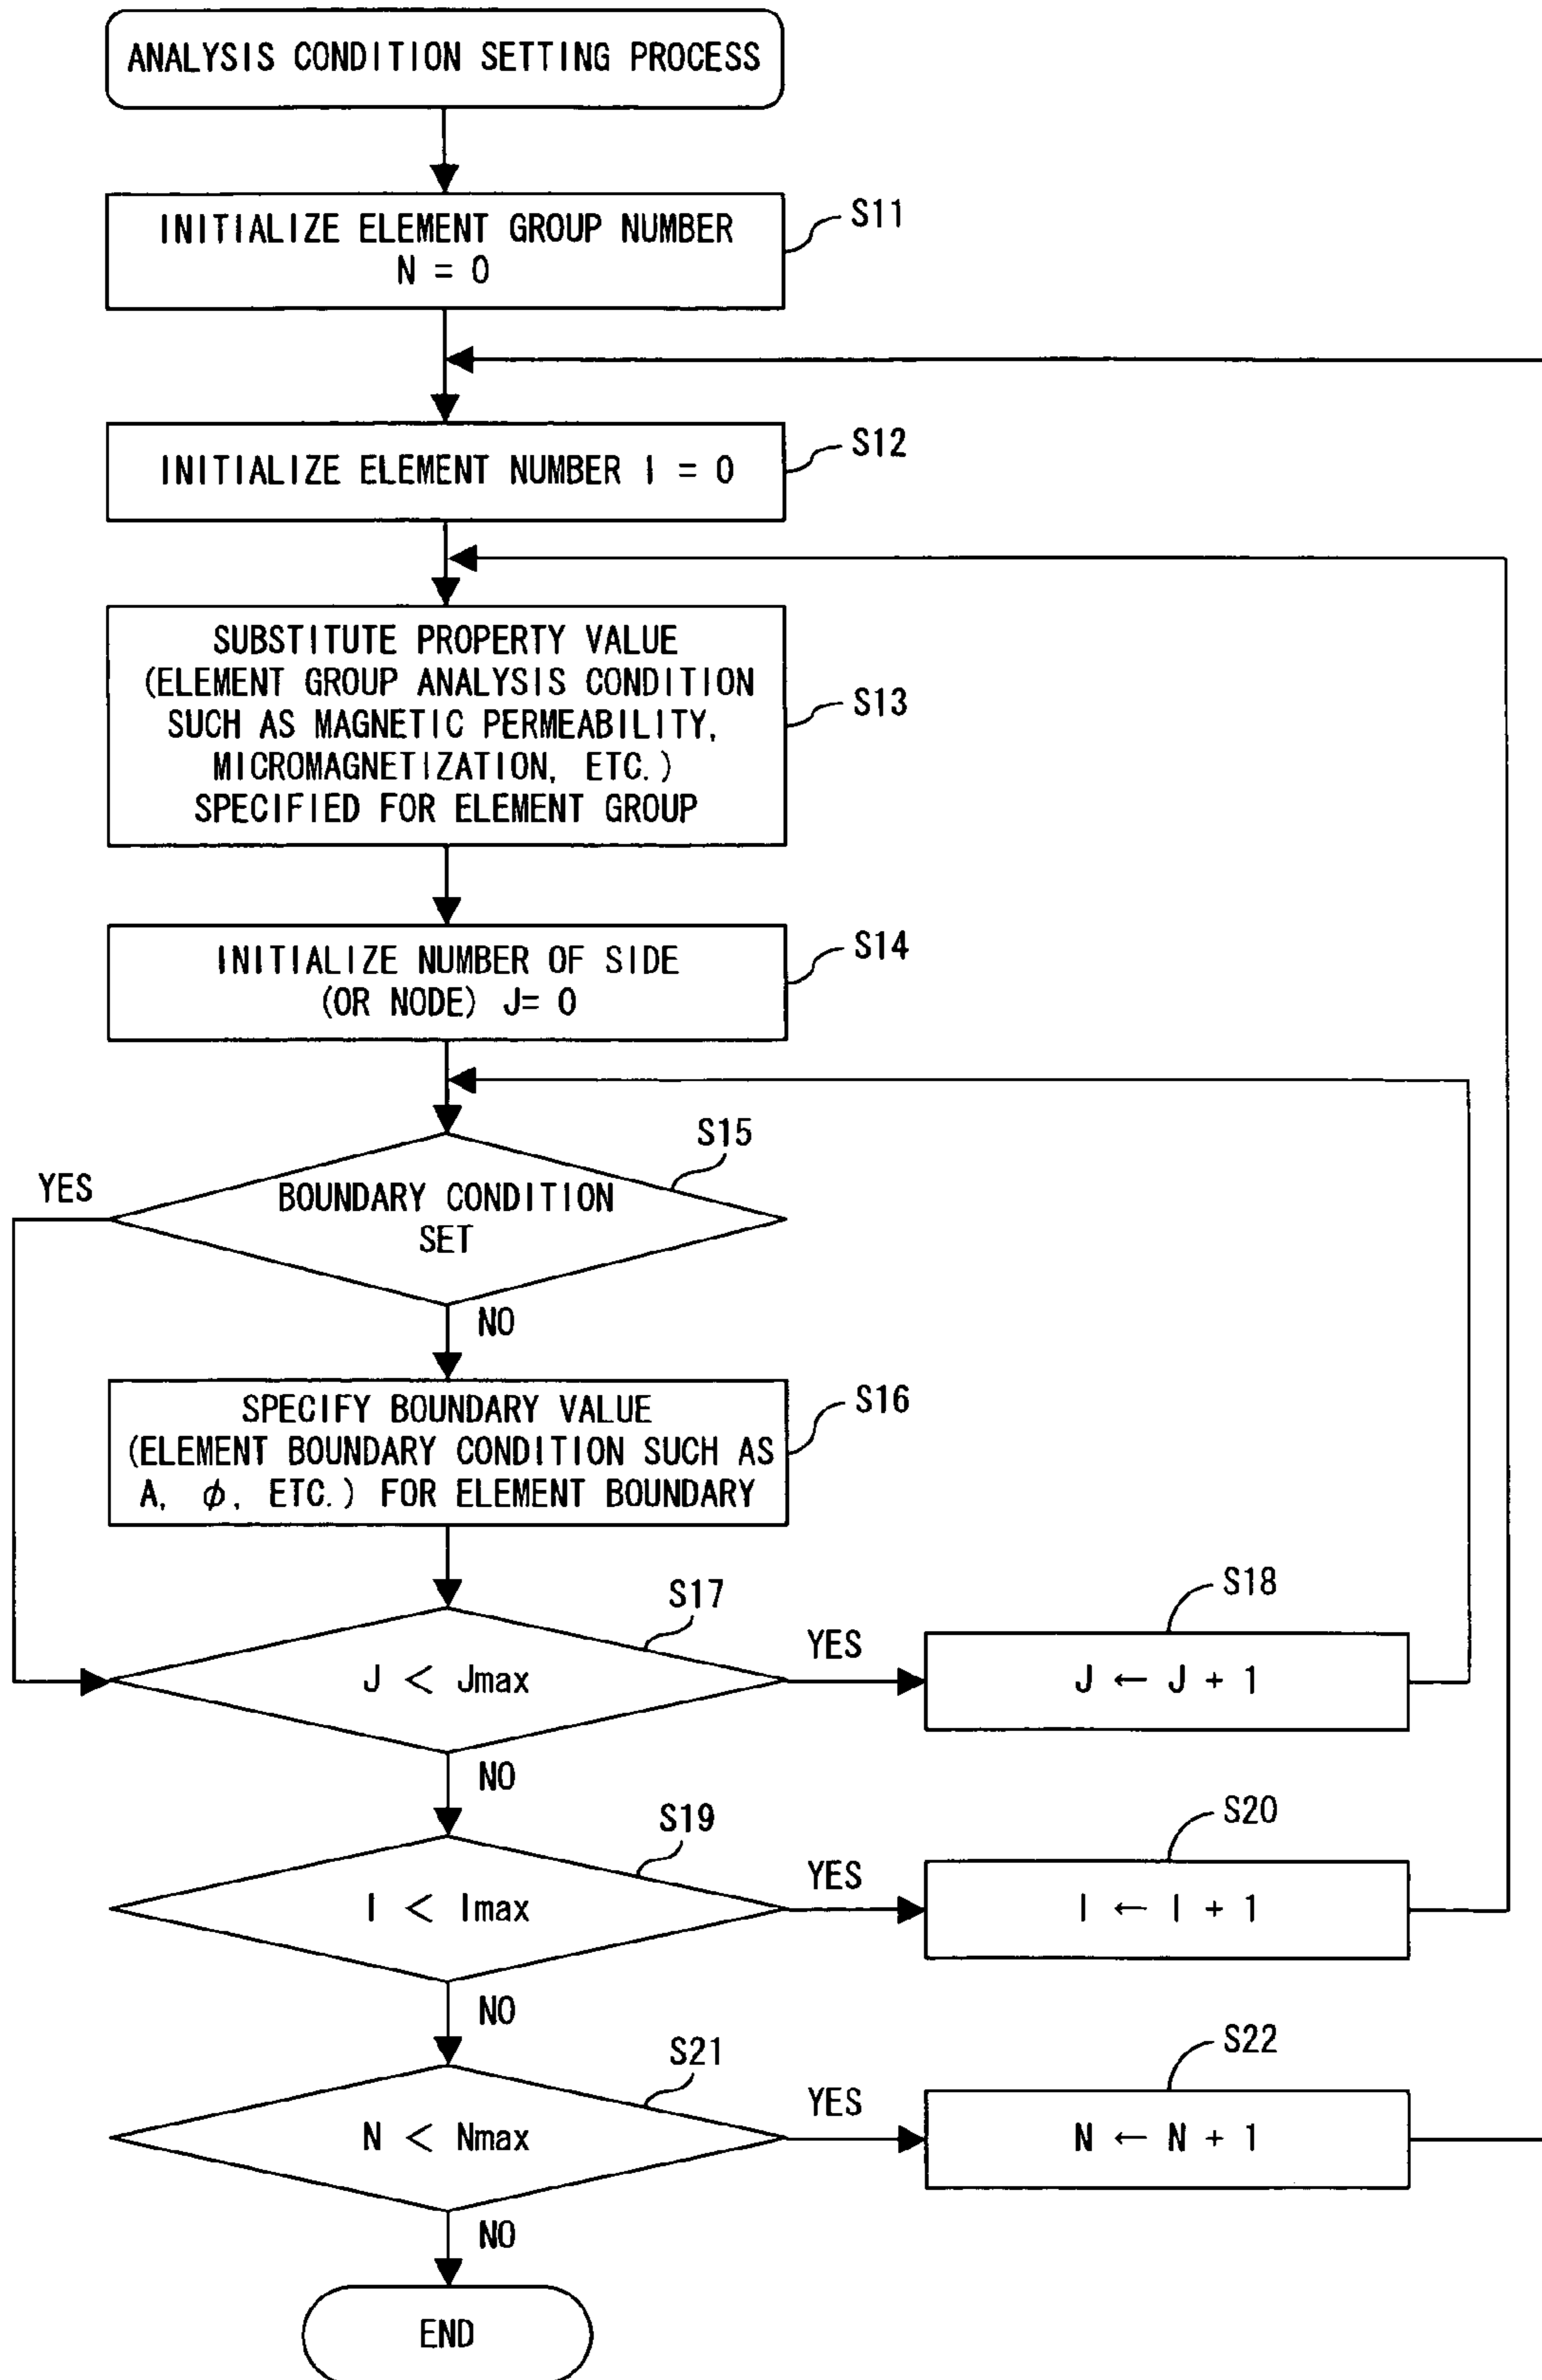 ANALYSIS CONDITION SETTING PROCESS
INITIALIZE ELEMENT GROUP NUMBER
N = 0
S11
INITIALIZE ELEMENT NUMBER I = 0
S12
SUBSTITUTE PROPERTY VALUE
(ELEMENT GROUP ANALYSIS CONDITION
SUCH AS MAGNETIC PERMEABILITY,
MICROMAGNETIZATION, ETC.)
SPECIFIED FOR ELEMENT GROUP
S13
INITIALIZE NUMBER OF SIDE
(OR NODE) J= 0
S14
S15
YES
BOUNDARY CONDITION
SET
NO
SPECIFY BOUNDARY VALUE
(ELEMENT BOUNDARY CONDITION SUCH AS
A, φ, ETC.) FOR ELEMENT BOUNDARY
S16
S17
J < Jmax
YES
S18
J ← J + 1
NO
S19
I < Imax
YES
S20
I ← I + 1
NO
S21
N < Nmax
YES
S22
N ← N + 1
NO
END